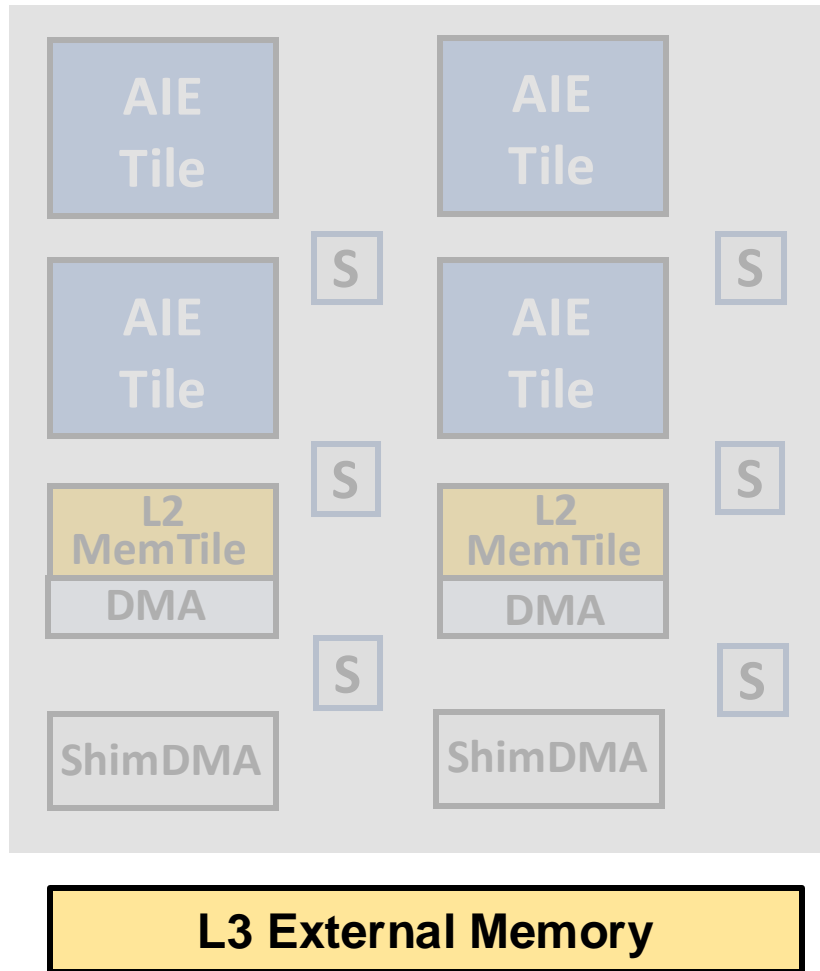 AIE
Tile
AIE
Tile
S
S
AIE
Tile
AIE
Tile
S
S
L2
MemTile
L2
MemTile
DMA
DMA
S
S
ShimDMA
ShimDMA
L3 External Memory